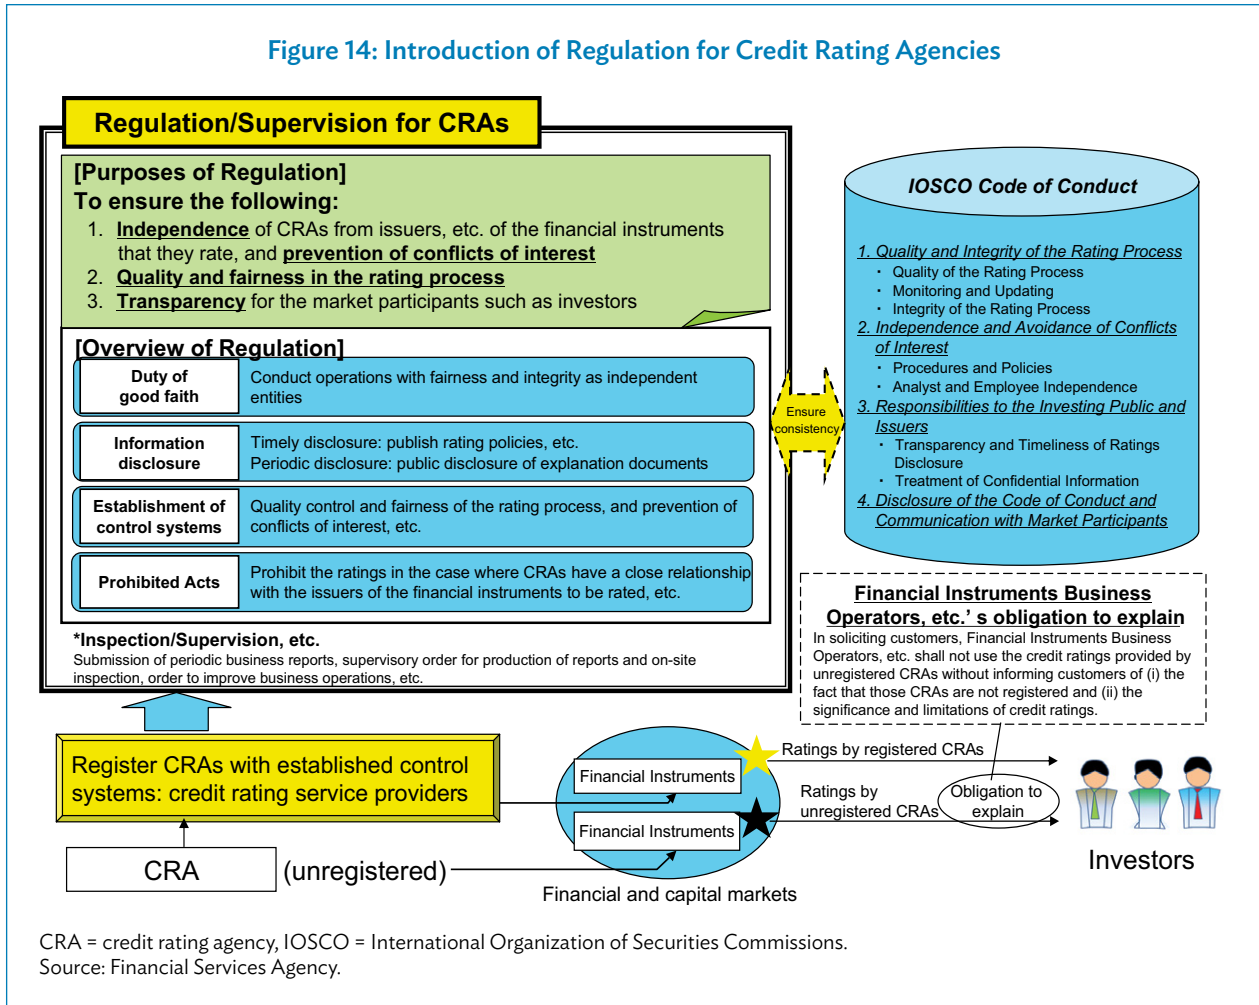 Figure 14: Introduction of Regulation for Credit Rating Agencies
Regulation/Supervision for CRAs
[Purposes of Regulation]
To ensure the following:
1. Independence of CRAs from issuers, etc. of the financial instruments
that they rate, and prevention of conflicts of interest
2. Quality and fairness in the rating process
3. Transparency for the market participants such as investors
[Overview of Regulation]
Duty of
good faith
Conduct operations with fairness and integrity as independent
entities
Information
disclosure
Timely disclosure: publish rating policies, etc.
Periodic disclosure: public disclosure of explanation documents
Establishment of
control systems
Quality control and fairness of the rating process, and prevention of
conflicts of interest, etc.
Prohibited Acts
Prohibit the ratings in the case where CRAs have a close relationship
with the issuers of the financial instruments to be rated, etc.
*Inspection/Supervision, etc.
Submission of periodic business reports, supervisory order for production of reports and on-site
inspection, order to improve business operations, etc.
Ensure
consistency
IOSCO Code of Conduct
1. Quality and Integrity of the Rating Process
・ Quality of the Rating Process
・ Monitoring and Updating
・ Integrity of the Rating Process
2. Independence and Avoidance of Conflicts
of Interest
・ Procedures and Policies
・ Analyst and Employee Independence
3. Responsibilities to the Investing Public and
Issuers
・ Transparency and Timeliness of Ratings
Disclosure
・ Treatment of Confidential Information
4. Disclosure of the Code of Conduct and
Communication with Market Participants
Financial Instruments Business
Operators, etc.' s obligation to explain
In soliciting customers, Financial Instruments Business
Operators, etc. shall not use the credit ratings provided by
unregistered CRAs without informing customers of (i) the
fact that those CRAs are not registered and (ii) the
significance and limitations of credit ratings.
Register CRAs with established control
systems: credit rating service providers
CRA
(unregistered)
Financial Instruments
Financial Instruments
Financial and capital markets
Ratings by registered CRAs
Ratings by
unregistered CRAs
Obligation to
explain
Investors
CRA = credit rating agency, IOSCO = International Organization of Securities Commissions.
Source: Financial Services Agency.